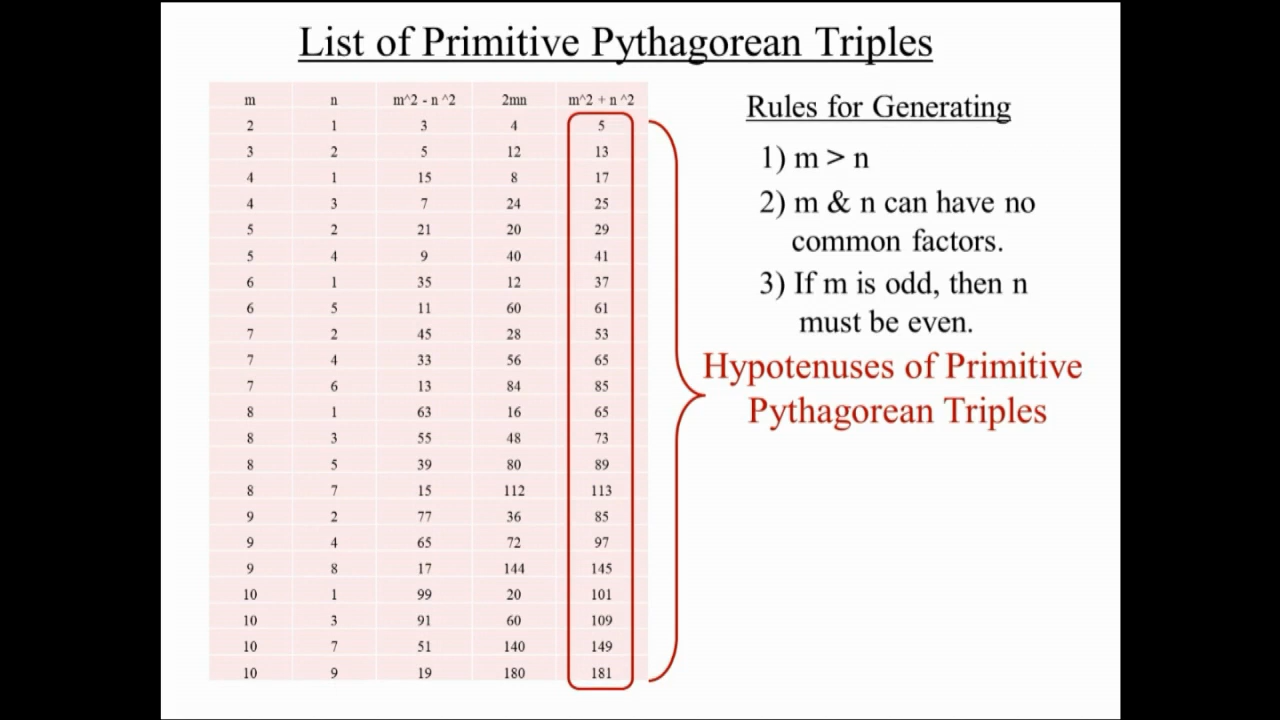 List of Primitive Pythagorean Triples
m n m^2 - n ^2 2mn m^2 + n ^2
2 1 3 4 5
3 2 5 12 13
4 1 15 8 17
4 3 7 24 25
5 2 21 20 29
5 4 9 40 41
6 1 35 12 37
6 5 11 60 61
7 2 45 28 53
7 4 33 56 65
7 6 13 84 85
8 1 63 16 65
8 3 55 48 73
8 5 39 80 89
8 7 15 112 113
9 2 77 36 85
9 4 65 72 97
9 8 17 144 145
10 1 99 20 101
10 3 91 60 109
10 7 51 140 149
10 9 19 180 181
Rules for Generating
1) m > n
2) m & n can have no
common factors.
3) If m is odd, then n
must be even.
Hypotenuses of Primitive
Pythagorean Triples